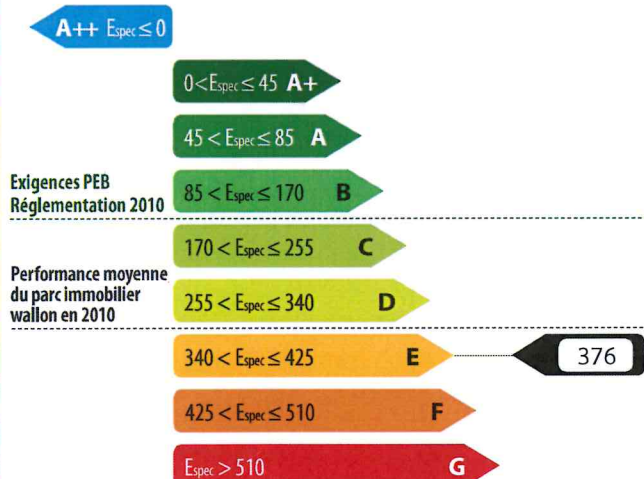 A++ Espec ≤ 0
0 < Espec ≤ 45 A+
45 < Espec ≤ 85 A
Exigences PEB
Réglementation 2010
85 < Espec ≤ 170 B
170 < Espec ≤ 255 C
Performance moyenne
du parc immobilier
wallon en 2010
255 < Espec ≤ 340 D
340 < Espec ≤ 425 E
376
425 < Espec ≤ 510 F
Espec > 510 G